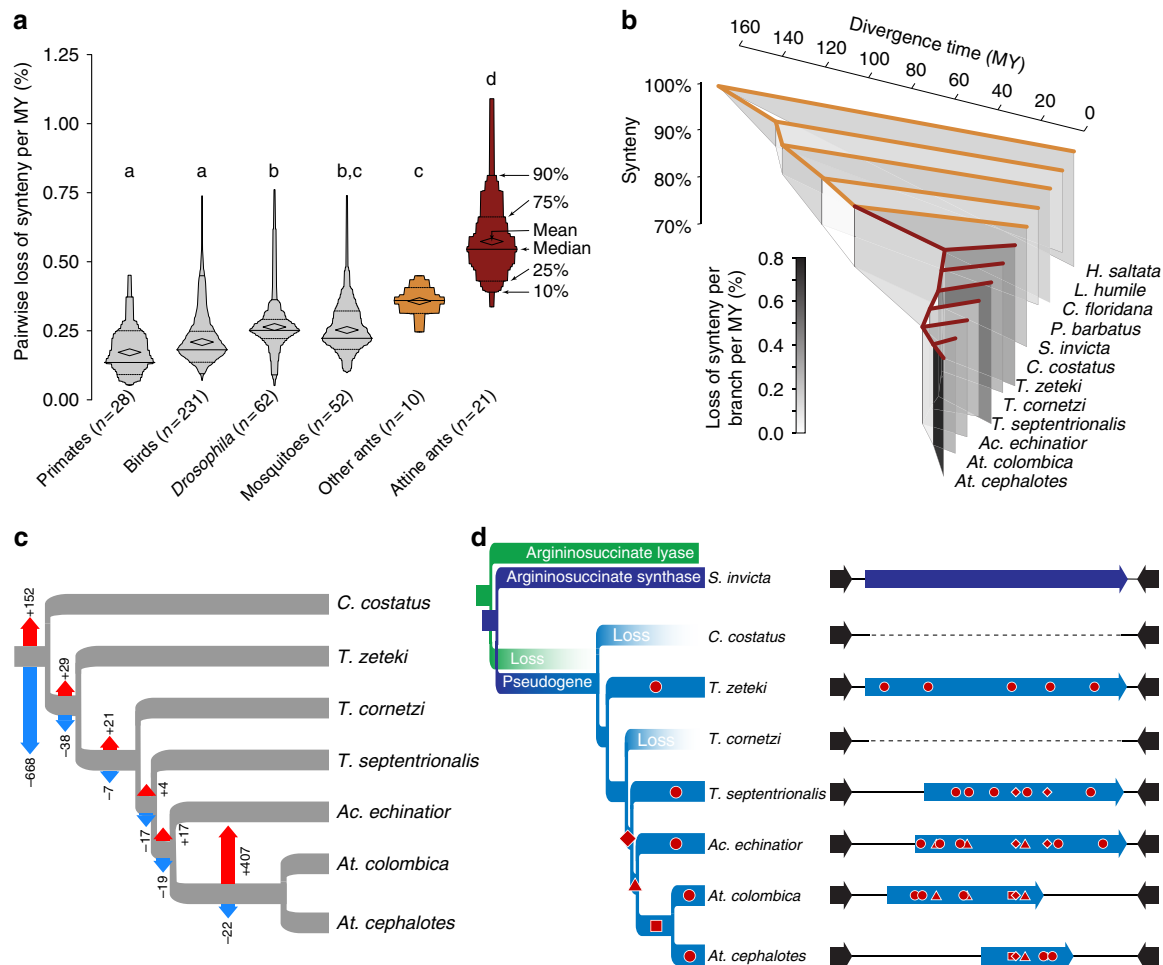 a
Pairwise loss of synteny per MY (%)
1.25
1.00
0.75
0.50
0.25
0.00
a
a
b
b,c
c
d
90%
75%
Mean
Median
25%
10%
Primates (n=28)
Birds (n=231)
Drosophila (n=62)
Mosquitoes (n=52)
Other ants (n=10)
Attine ants (n=21)
b
Divergence time (MY)
160
140
120
100
80
60
40
20
0
Synteny
100%
90%
80%
70%
Loss of synteny per
branch per MY (%)
0.8
0.6
0.4
0.2
0.0
H. saltata
L. humile
C. floridana
P. barbatus
S. invicta
C. costatus
T. zeteki
T. cornetzi
T. septentrionalis
Ac. echinatior
At. colombica
At. cephalotes
c
+152
−668
+29
−38
+21
−7
+4
−17
+17
−19
+407
−22
C. costatus
T. zeteki
T. cornetzi
T. septentrionalis
Ac. echinatior
At. colombica
At. cephalotes
d
Argininosuccinate lyase
Argininosuccinate synthase
S. invicta
Loss
C. costatus
Loss
Pseudogene
T. zeteki
Loss
T. cornetzi
T. septentrionalis
Ac. echinatior
At. colombica
At. cephalotes